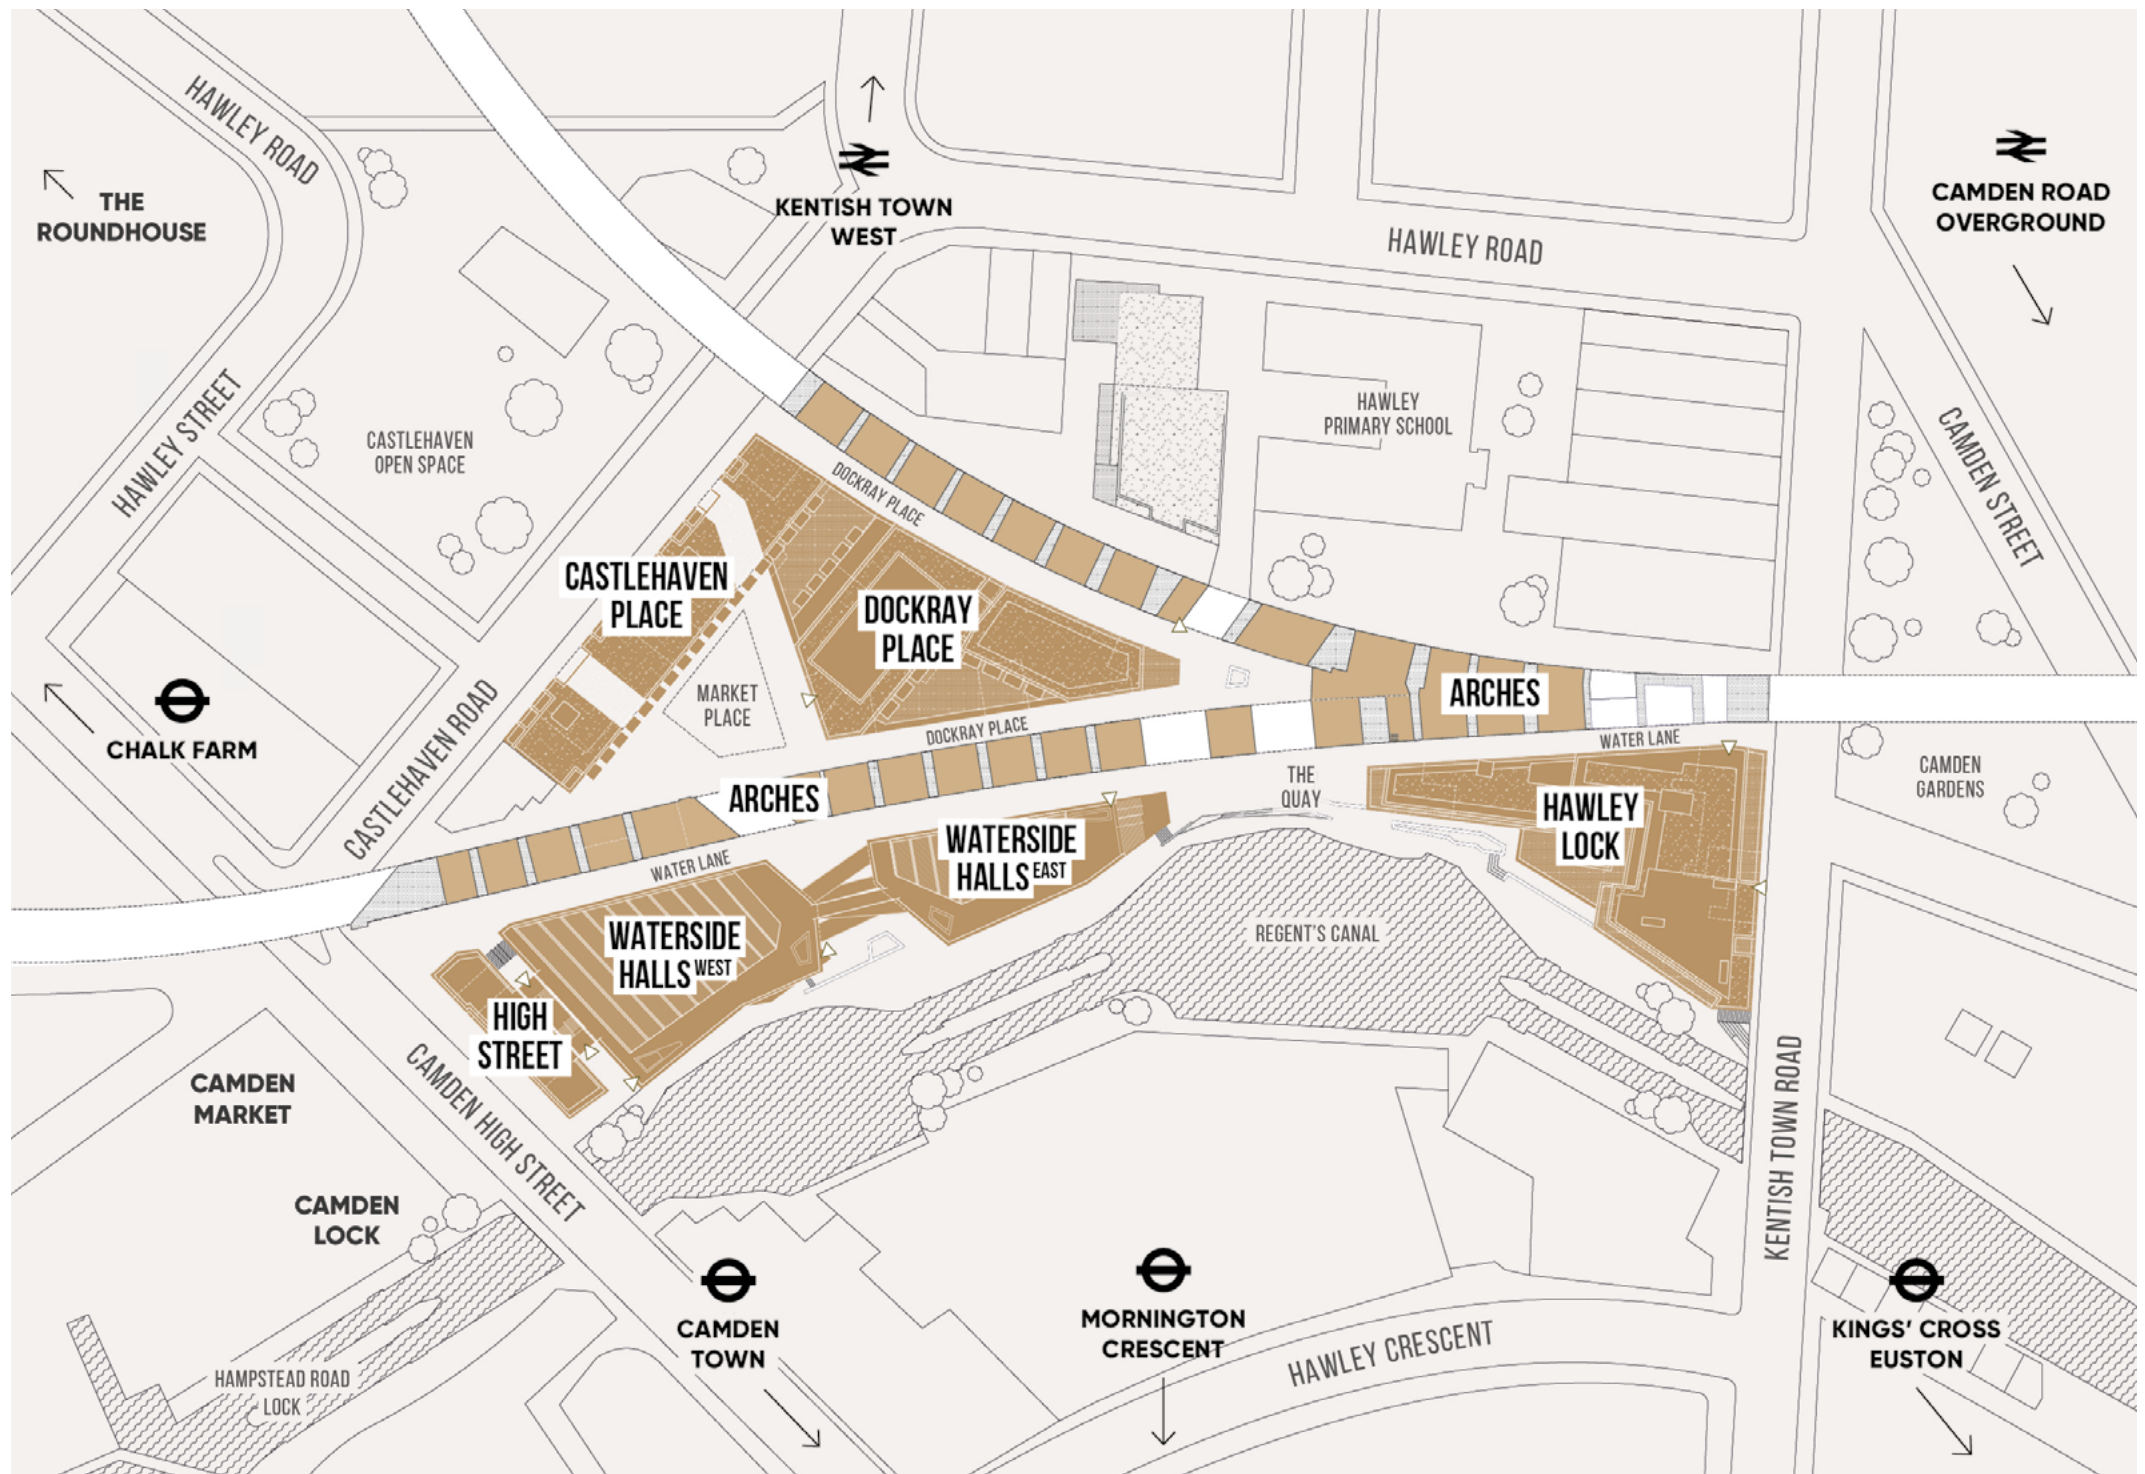 HAWLEY ROAD
THE
ROUNDHOUSE
KENTISH TOWN
WEST
CAMDEN ROAD
OVERGROUND
HAWLEY ROAD
HAWLEY STREET
CASTLEHAVEN
OPEN SPACE
HAWLEY
PRIMARY SCHOOL
CAMDEN STREET
DOCKRAY PLACE
CASTLEHAVEN
PLACE
DOCKRAY
PLACE
MARKET
PLACE
ARCHES
CHALK FARM
CASTLEHAVEN ROAD
DOCKRAY PLACE
WATER LANE
ARCHES
THE
QUAY
CAMDEN
GARDENS
HAWLEY
LOCK
WATERSIDE
HALLS EAST
WATER LANE
WATERSIDE
HALLS WEST
REGENT'S CANAL
HIGH
STREET
CAMDEN
MARKET
CAMDEN HIGH STREET
KENTISH TOWN ROAD
CAMDEN
LOCK
CAMDEN
TOWN
MORNINGTON
CRESCENT
HAWLEY CRESCENT
KINGS' CROSS
EUSTON
HAMPSTEAD ROAD
LOCK